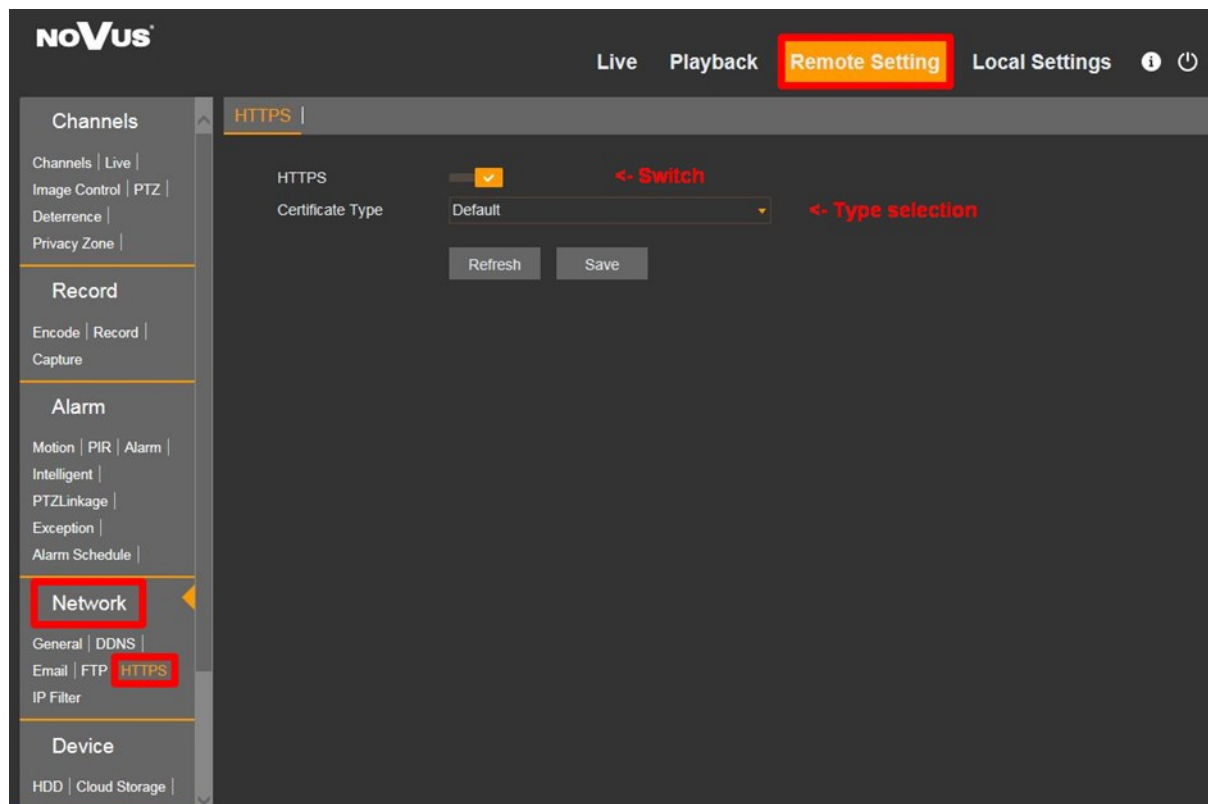 NOVUS
Live Playback Remote Setting Local Settings
Channels
Channels | Live |
Image Control | PTZ |
Deterrence |
Privacy Zone |
Record
Encode | Record |
Capture
Alarm
Motion | PIR | Alarm |
Intelligent |
PTZLinkage |
Exception |
Alarm Schedule |
Network
General | DDNS |
Email | FTP HTTPS
IP Filter
Device
HDD | Cloud Storage |
HTTPS |
HTTPS <- Switch
Certificate Type Default <- Type selection
Refresh Save